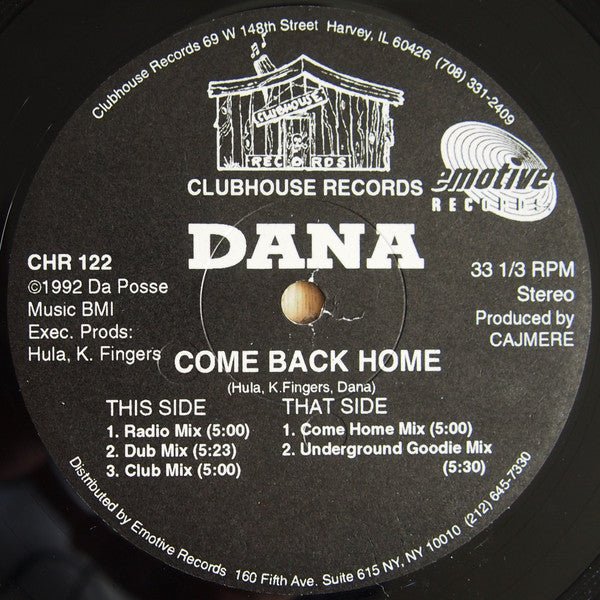 Clubhouse Records 69 W 148th Street Harvey, IL 60426 (708) 331-2409
CLUBHOUSE
RECORDS
CLUBHOUSE RECORDS
emotive
RECORDS
DANA
CHR 122
©1992 Da Posse
Music BMI
Exec. Prods:
Hula, K. Fingers
33 1/3 RPM
Stereo
Produced by
CAJMERE
COME BACK HOME
(Hula, K.Fingers, Dana)
THIS SIDE
1. Radio Mix (5:00)
2. Dub Mix (5:23)
3. Club Mix (5:00)
THAT SIDE
1. Come Home Mix (5:00)
2. Underground Goodie Mix
(5:30)
Distributed by Emotive Records 160 Fifth Ave. Suite 615 NY, NY 10010 (212) 645-7330